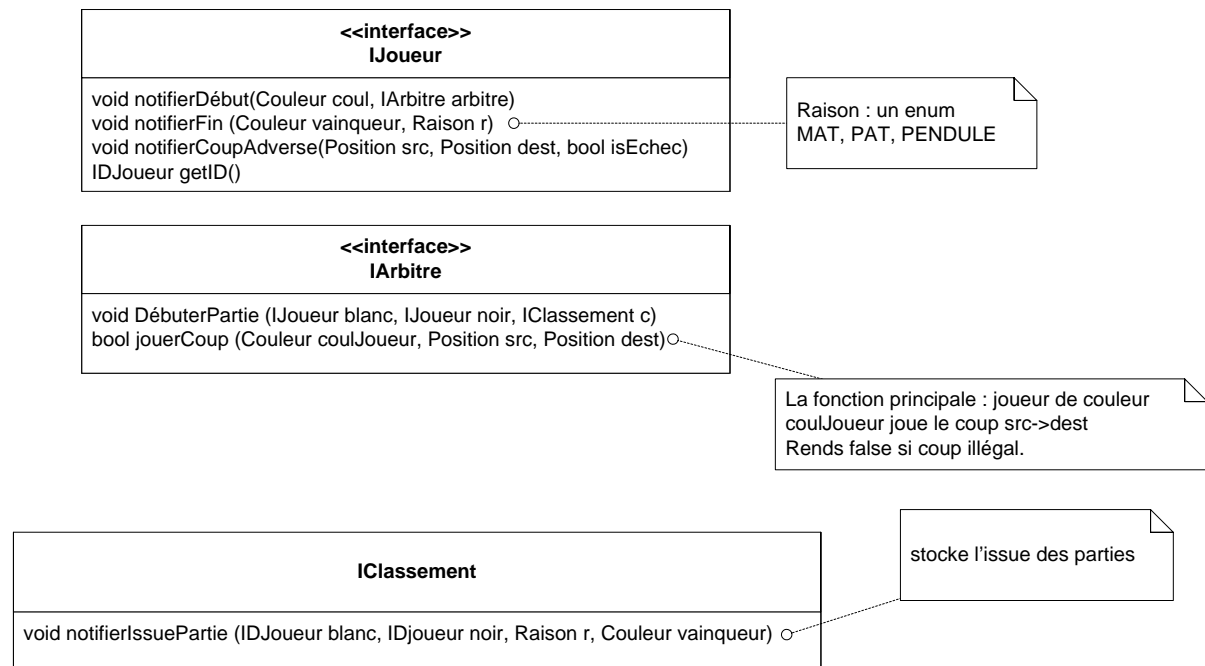 <<interface>>
IJoueur
void notifierDébut(Couleur coul, IArbitre arbitre)
void notifierFin (Couleur vainqueur, Raison r)
void notifierCoupAdverse(Position src, Position dest, bool isEchec)
IDJoueur getID()
Raison : un enum
MAT, PAT, PENDULE
<<interface>>
IArbitre
void DébuterPartie (IJoueur blanc, IJoueur noir, IClassement c)
bool jouerCoup (Couleur coulJoueur, Position src, Position dest)
La fonction principale : joueur de couleur
coulJoueur joue le coup src->dest
Rends false si coup illégal.
IClassement
void notifierIssuePartie (IDJoueur blanc, IDjoueur noir, Raison r, Couleur vainqueur)
stocke l'issue des parties